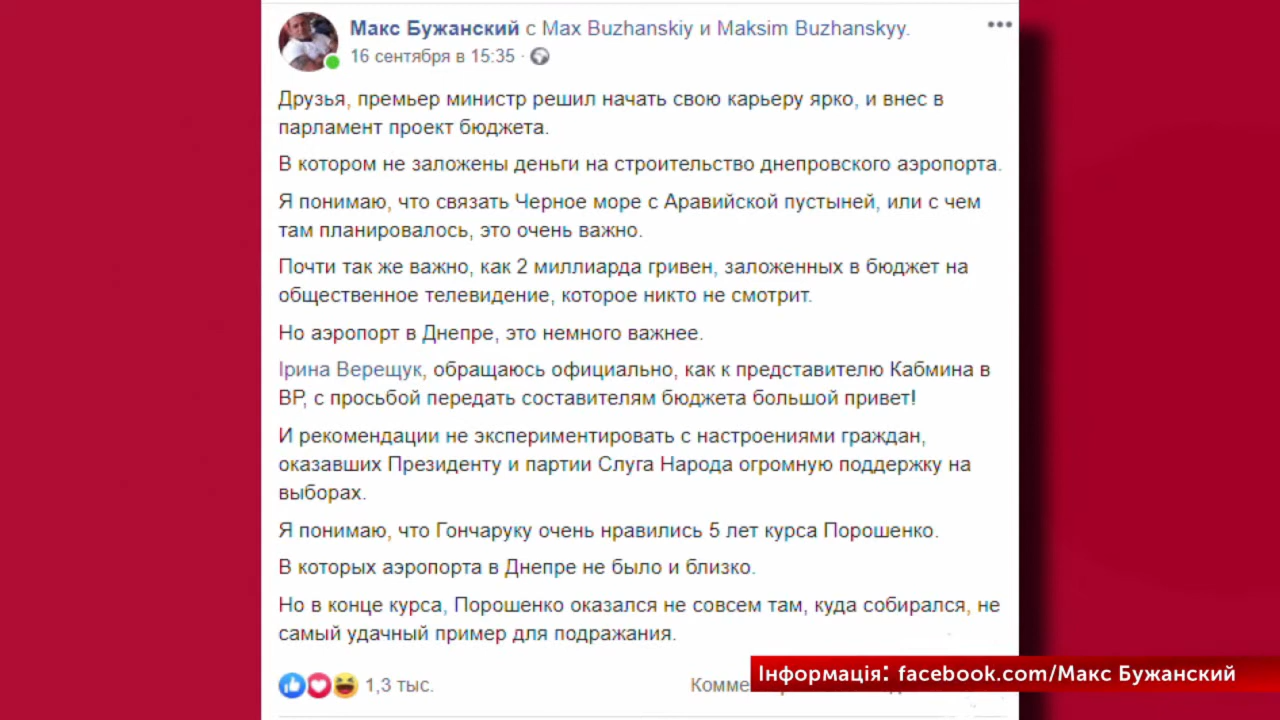 Макс Бужанский с Max Buzhanskiy и Maksim Buzhanskyy.
16 сентября в 15:35 ·
Друзья, премьер министр решил начать свою карьеру ярко, и внес в
парламент проект бюджета.
В котором не заложены деньги на строительство днепровского аэропорта.
Я понимаю, что связать Черное море с Аравийской пустыней, или с чем
там планировалось, это очень важно.
Почти так же важно, как 2 миллиарда гривен, заложенных в бюджет на
общественное телевидение, которое никто не смотрит.
Но аэропорт в Днепре, это немного важнее.
Ірина Верещук, обращаюсь официально, как к представителю Кабмина в
ВР, с просьбой передать составителям бюджета большой привет!
И рекомендации не экспериментировать с настроениями граждан,
оказавших Президенту и партии Слуга Народа огромную поддержку на
выборах.
Я понимаю, что Гончаруку очень нравились 5 лет курса Порошенко.
В которых аэропорта в Днепре не было и близко.
Но в конце курса, Порошенко оказался не совсем там, куда собирался, не
самый удачный пример для подражания.
1,3 тыс.
Інформація: facebook.com/Макс Бужанский